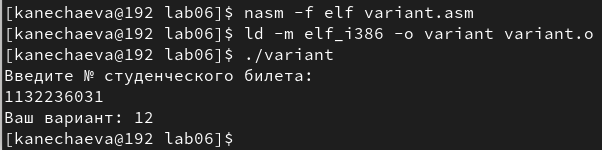 [kanechaeva@192 lab06]$ nasm -f elf variant.asm
[kanechaeva@192 lab06]$ ld -m elf_i386 -o variant variant.o
[kanechaeva@192 lab06]$ ./variant
Введите № студенческого билета:
1132236031
Ваш вариант: 12
[kanechaeva@192 lab06]$